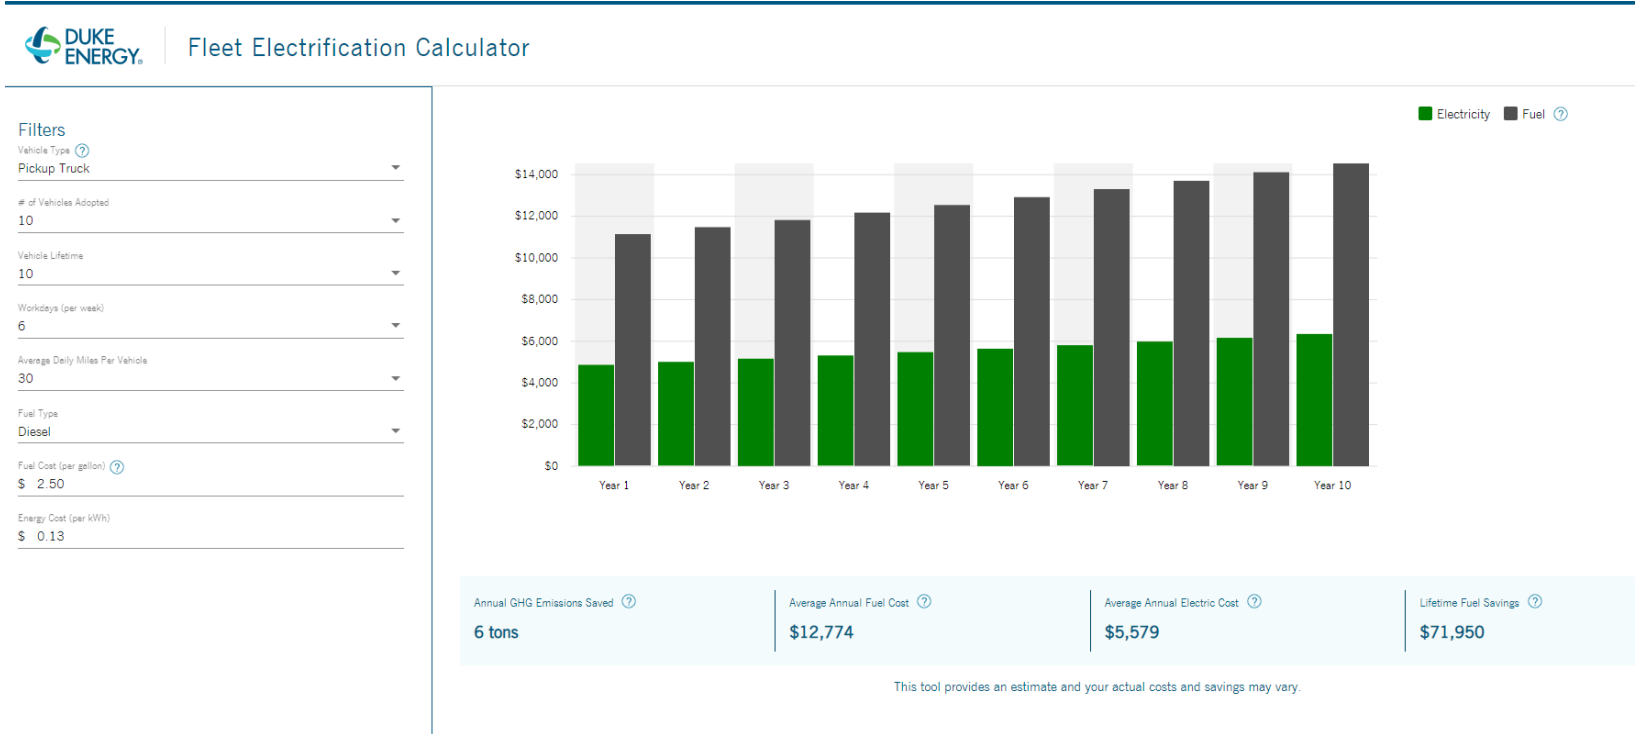 DUKE
ENERGY®
Fleet Electrification Calculator
Filters
Vehicle Type ?
Pickup Truck
# of Vehicles Adopted
10
Vehicle Lifetime
10
Workdays (per week)
6
Average Daily Miles Per Vehicle
30
Fuel Type
Diesel
Fuel Cost (per gallon) ?
$ 2.50
Energy Cost (per kWh)
$ 0.13
Electricity Fuel ?
$14,000
$12,000
$10,000
$8,000
$6,000
$4,000
$2,000
$0
Year 1 Year 2 Year 3 Year 4 Year 5 Year 6 Year 7 Year 8 Year 9 Year 10
Annual GHG Emissions Saved ?
6 tons
Average Annual Fuel Cost ?
$12,774
Average Annual Electric Cost ?
$5,579
Lifetime Fuel Savings ?
$71,950
This tool provides an estimate and your actual costs and savings may vary.